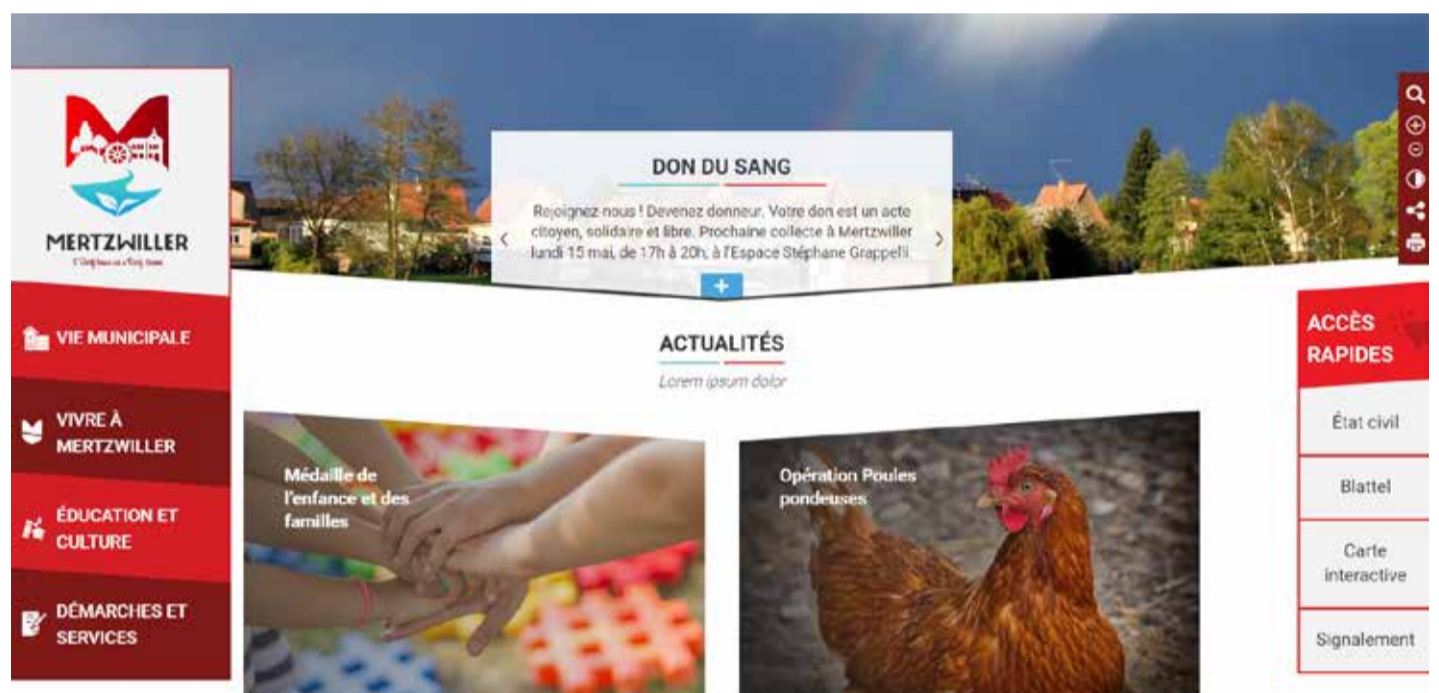 MERTZWILLER
DON DU SANG
Rejoignez-nous ! Devenez donneur. Votre don est un acte
citoyen, solidaire et libre. Prochaine collecte à Mertzwiller
lundi 15 mai, de 17h à 20h, à l'Espace Stéphane Grappelli.
VIE MUNICIPALE
VIVRE À
MERTZWILLER
ÉDUCATION ET
CULTURE
DÉMARCHES ET
SERVICES
ACTUALITÉS
Lorem ipsum dolor
Médaille de
l'enfance et des
familles
Opération Poules
pondeuses
ACCÈS
RAPIDES
État civil
Blattel
Carte
interactive
Signalement